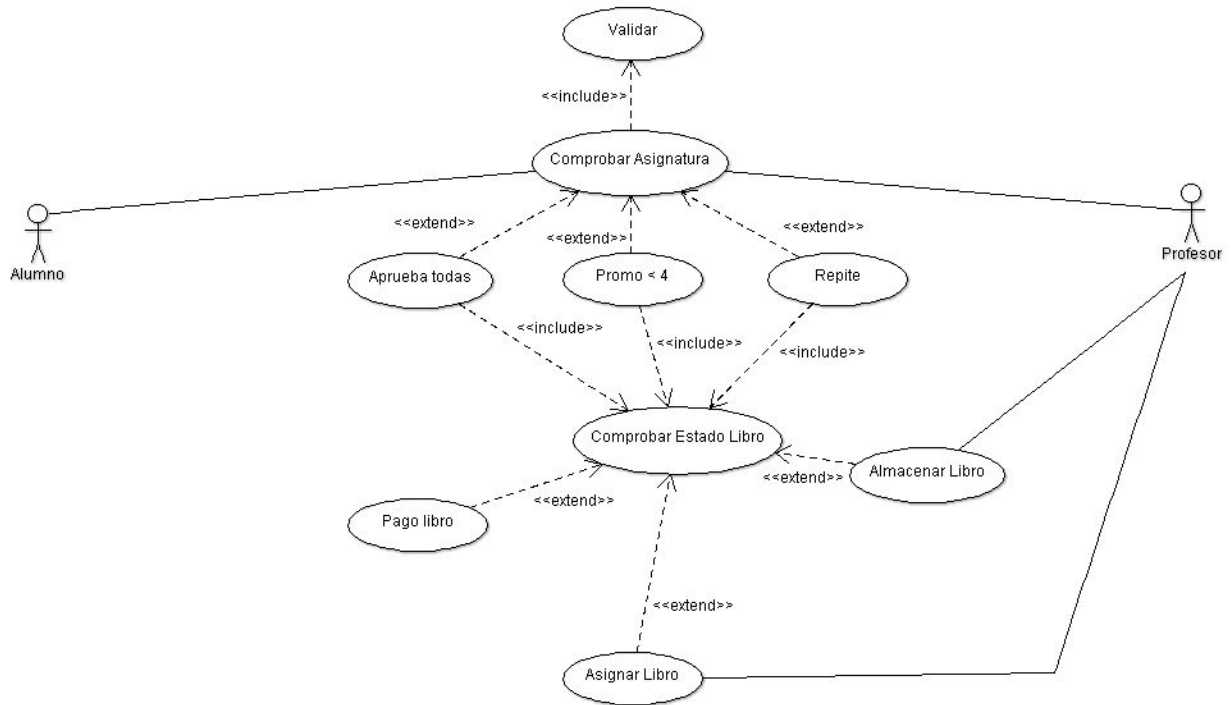 Validar
<<include>>
Comprobar Asignatura
<<extend>>
<<extend>>
<<extend>>
Alumno
Profesor
Aprueba todas
Promo < 4
Repite
<<include>>
<<include>>
<<include>>
Comprobar Estado Libro
Almacenar Libro
<<extend>>
<<extend>>
Pago libro
<<extend>>
Asignar Libro